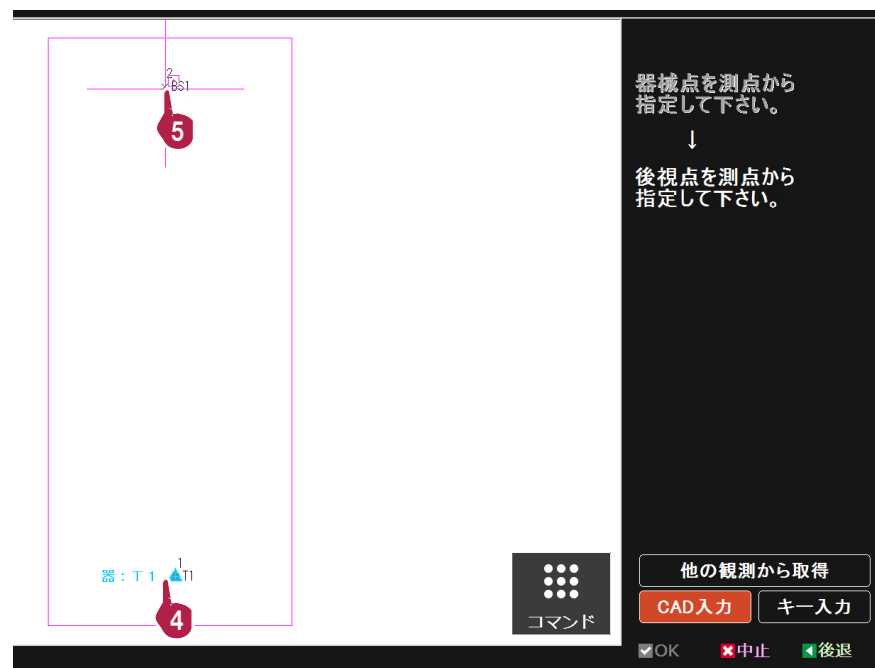 2
BS1
5
器械点を測点から
指定して下さい。
↓
後視点を測点から
指定して下さい。
1
器:T1
T1
4
コマンド
他の観測から取得
CAD入力
キー入力
OK
中止
後退